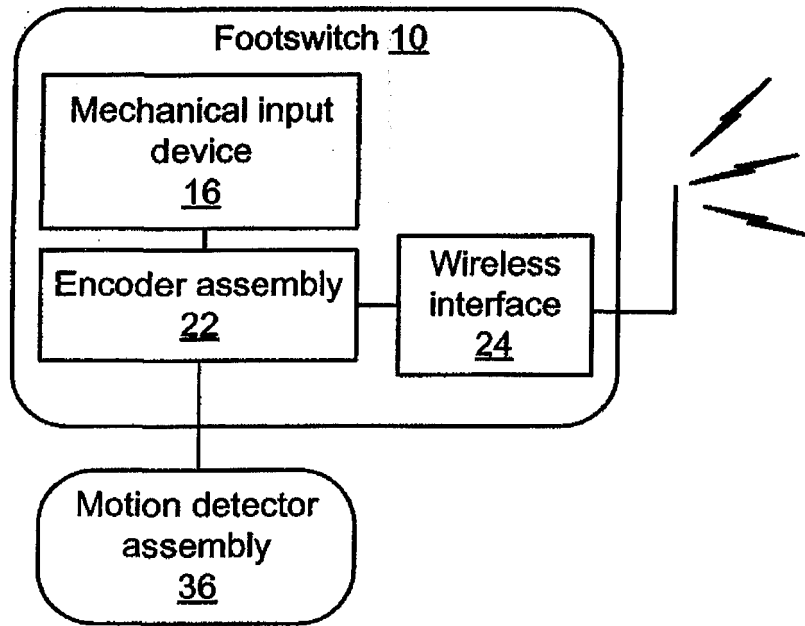 Footswitch 10
Mechanical input
device
16
Encoder assembly
22
Wireless
interface
24
Motion detector
assembly
36